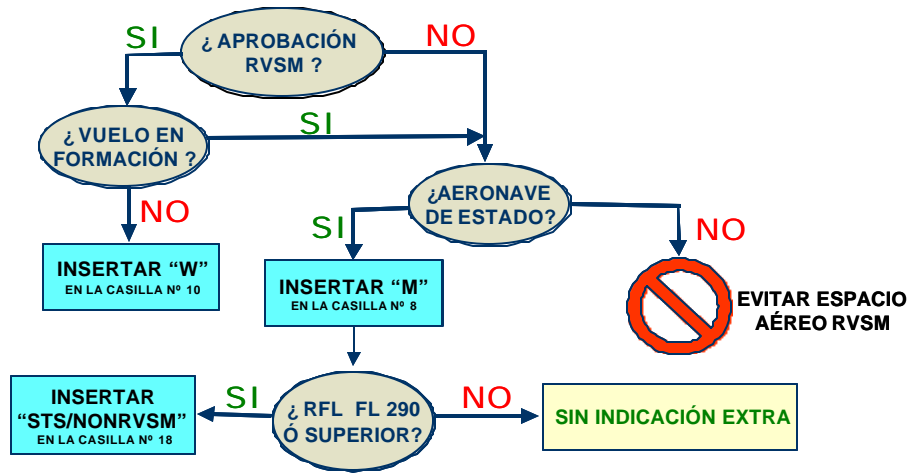 SI
¿ APROBACIÓN
RVSM ?
NO
¿ VUELO EN
FORMACIÓN ?
SI
NO
¿AERONAVE
DE ESTADO?
SI
NO
INSERTAR “W”
EN LA CASILLA Nº 10
INSERTAR “M”
EN LA CASILLA Nº 8
EVITAR ESPACIO
AÉREO RVSM
INSERTAR
“STS/NONRVSM”
EN LA CASILLA Nº 18
SI
¿ RFL FL 290
Ó SUPERIOR?
NO
SIN INDICACIÓN EXTRA